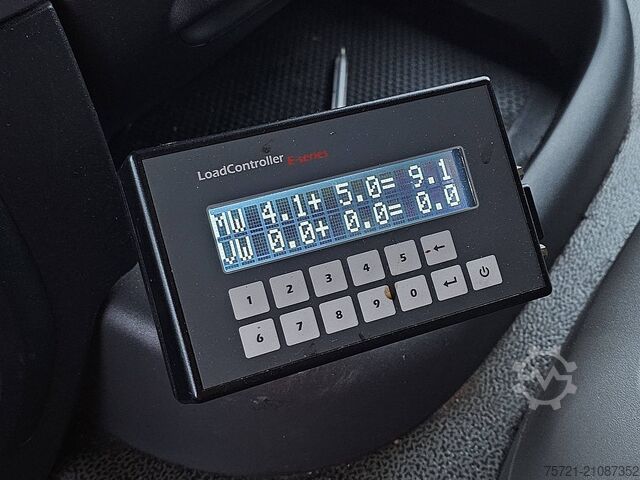 LoadController E-series
MW 4.1+ 5.0= 9.1
VW 0.0+ 0.0= 0.0
1 2 3 4 5 ←
6 7 8 9 0 ↵ ⏻
75721-21087352